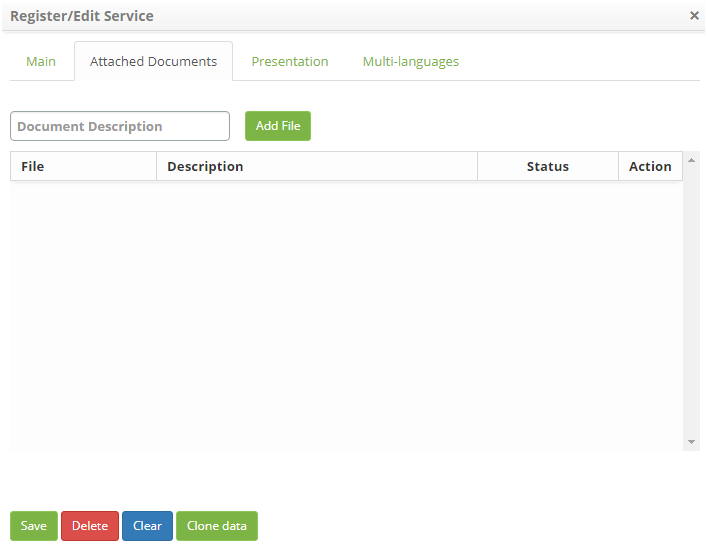 Register/Edit Service ×
Main Attached Documents Presentation Multi-languages
Document Description Add File
File Description Status Action
Save Delete Clear Clone data